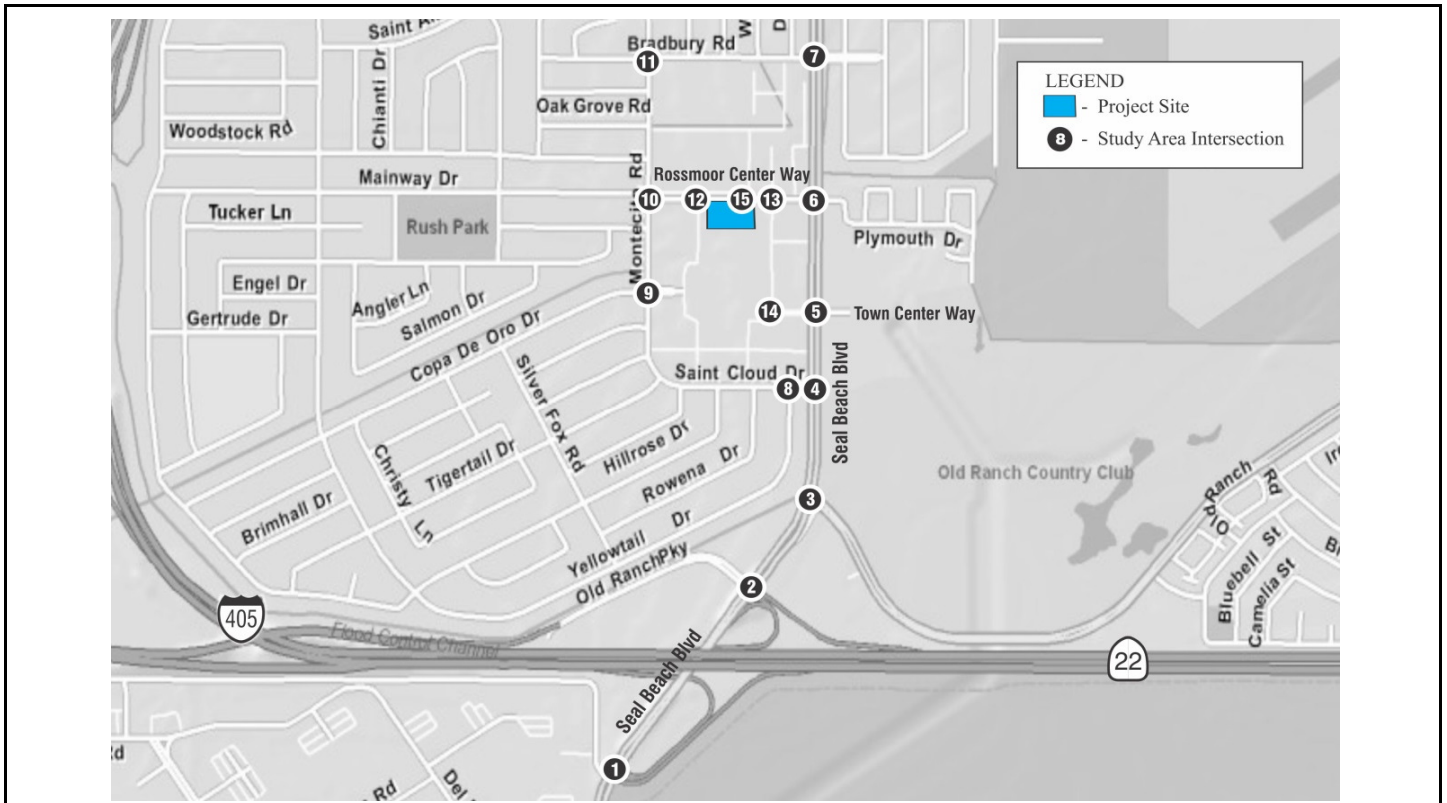 Saint
Bradbury Rd
W
D
11
7
Chianti Dr
Oak Grove Rd
Woodstock Rd
LEGEND
- Project Site
8 - Study Area Intersection
Montecito Rd
Rossmoor Center Way
Mainway Dr
10
12
15
13
6
Tucker Ln
Rush Park
Plymouth Dr
Engel Dr
Angler Ln
9
Gertrude Dr
Salmon Dr
14
5
Town Center Way
Copa De Oro Dr
Saint Cloud Dr
8
4
Seal Beach Blvd
Silver Fox Rd
Christy Ln
Tigertail Dr
Hillrose Dr
Rowena Dr
Old Ranch Country Club
Old Ranch Rd
Brimhall Dr
3
Yellowtail Dr
Old Ranch Pky
2
Bluebell St
Camelia St
405
Flood Control Channel
22
Seal Beach Blvd
1
Rd
Del